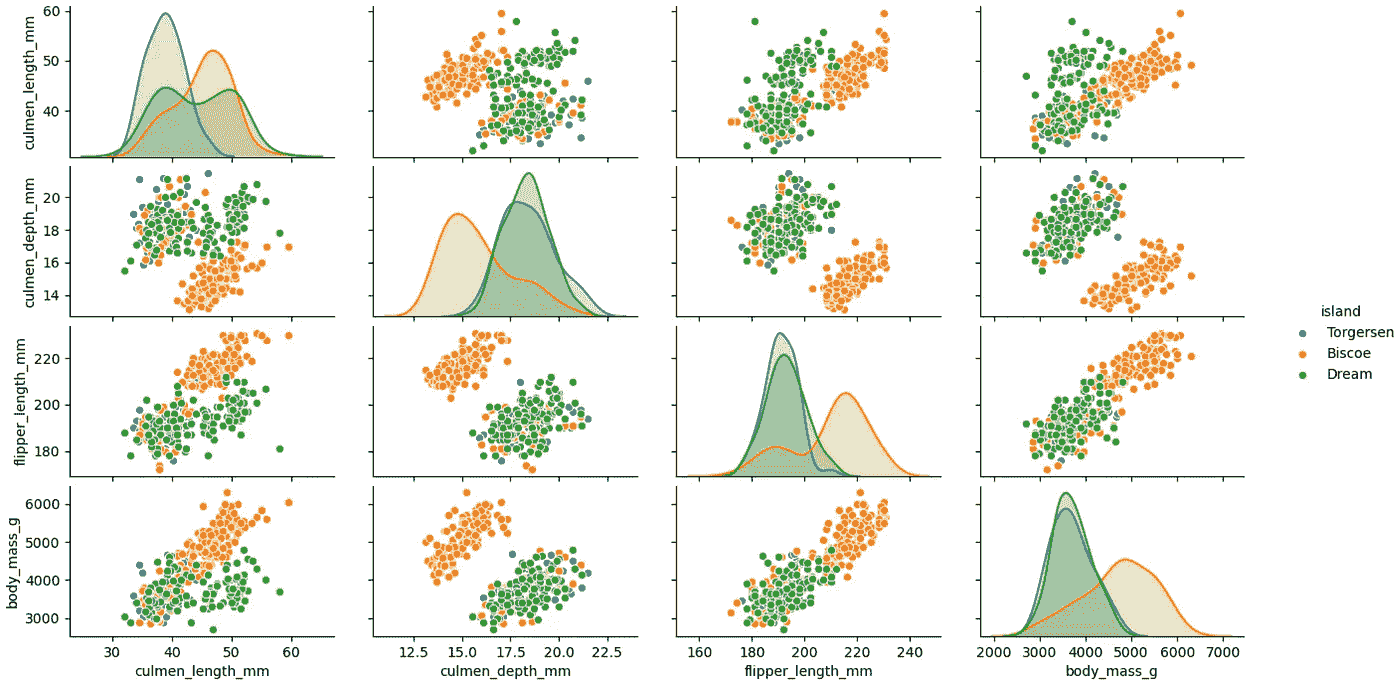 culmen_length_mm
60
50
40
culmen_depth_mm
20
18
16
14
flipper_length_mm
220
200
180
body_mass_g
6000
5000
4000
3000
30 40 50 60
culmen_length_mm
12.5 15.0 17.5 20.0 22.5
culmen_depth_mm
160 180 200 220 240
flipper_length_mm
2000 3000 4000 5000 6000 7000
body_mass_g
island
Torgersen
Biscoe
Dream